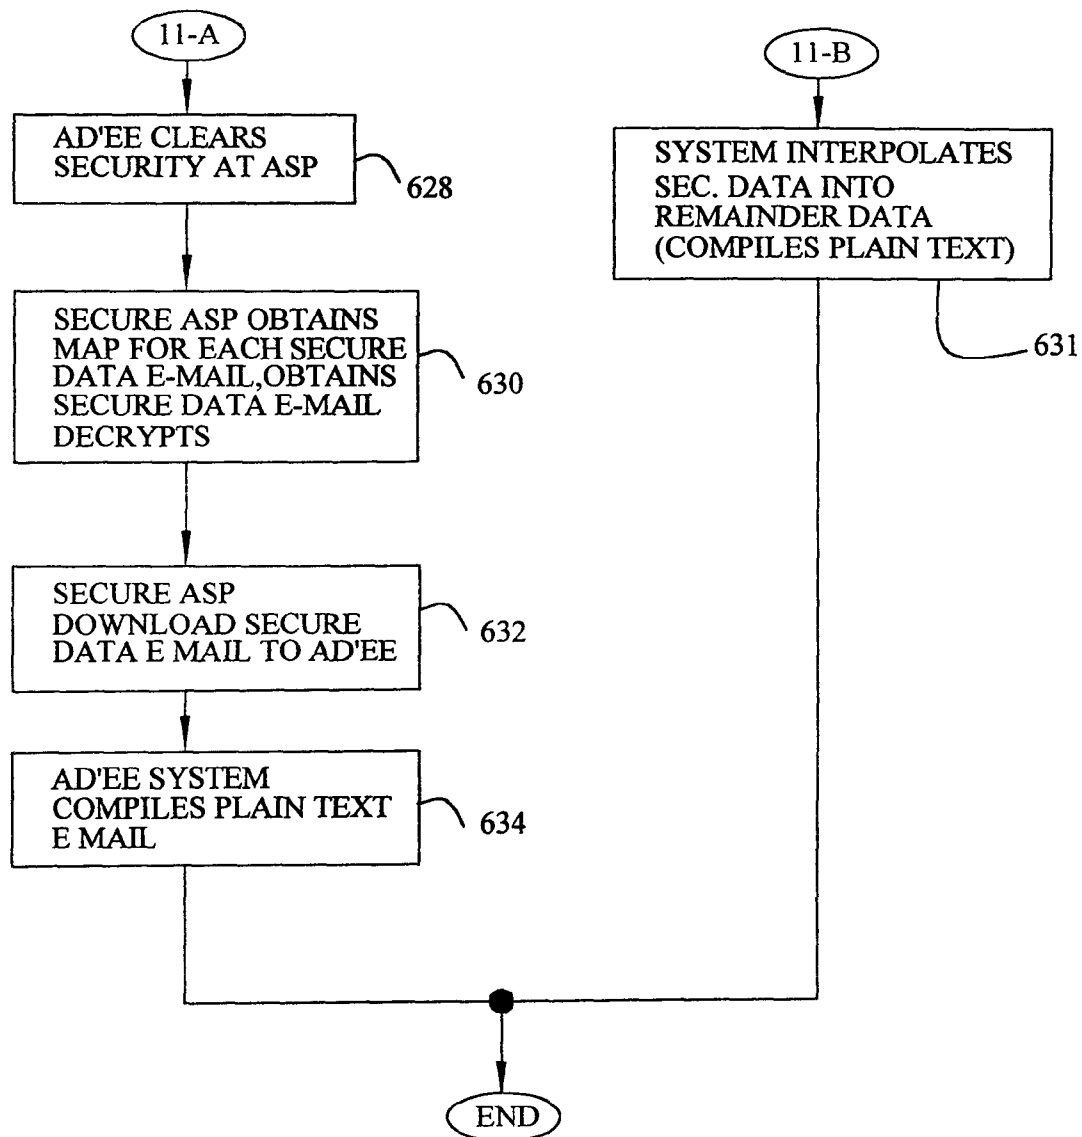 11-A
AD'EE CLEARS
SECURITY AT ASP
628
SECURE ASP OBTAINS
MAP FOR EACH SECURE
DATA E-MAIL,OBTAINS
SECURE DATA E-MAIL
DECRYPTS
630
SECURE ASP
DOWNLOAD SECURE
DATA E MAIL TO AD'EE
632
AD'EE SYSTEM
COMPILES PLAIN TEXT
E MAIL
634
11-B
SYSTEM INTERPOLATES
SEC. DATA INTO
REMAINDER DATA
(COMPILES PLAIN TEXT)
631
END